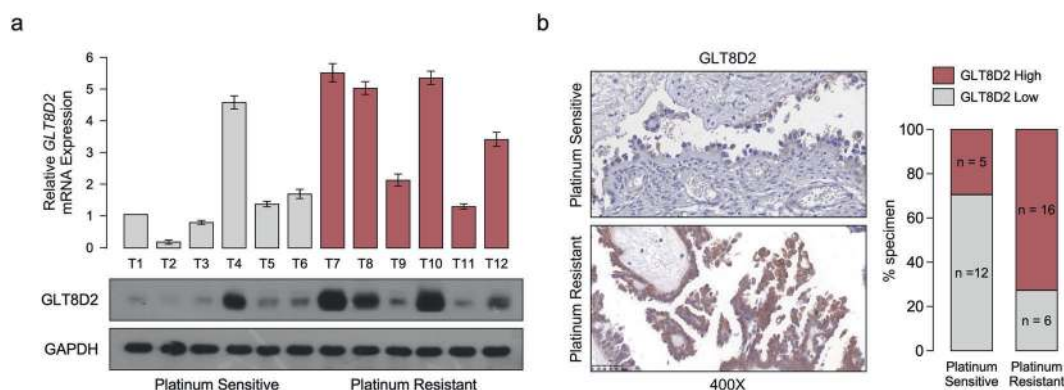 a
Relative GLT8D2
mRNA Expression
6
5
4
3
2
1
0
T1 T2 T3 T4 T5 T6 T7 T8 T9 T10 T11 T12
GLT8D2
GAPDH
Platinum Sensitive Platinum Resistant
b
GLT8D2
Platinum Sensitive
Platinum Resistant
400X
GLT8D2 High
GLT8D2 Low
% specimen
100
80
60
40
20
0
n = 5
n =12
n = 16
n = 6
Platinum
Sensitive
Platinum
Resistant